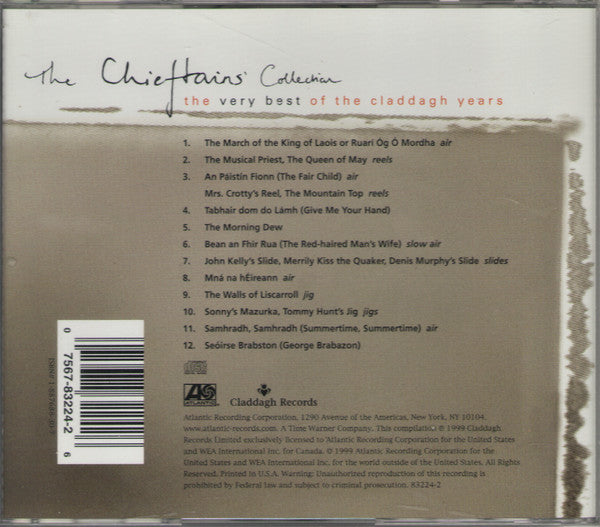 The Chieftains' Collection
the very best of the claddagh years
1. The March of the King of Laois or Ruarí Óg Ó Mordha air
2. The Musical Priest, The Queen of May reels
3. An Páistín Fionn (The Fair Child) air
Mrs. Crotty's Reel, The Mountain Top reels
4. Tabhair dom do Lámh (Give Me Your Hand)
5. The Morning Dew
6. Bean an Fhir Rua (The Red-haired Man's Wife) slow air
7. John Kelly's Slide, Merrily Kiss the Quaker, Denis Murphy's Slide slides
8. Mná na hÉireann air
9. The Walls of Liscarroll jig
10. Sonny's Mazurka, Tommy Hunt's Jig jigs
11. Samhradh, Samhradh (Summertime, Summertime) air
12. Seóirse Brabston (George Brabazon)
0 7567-83224-2 6
ATLANTIC
Claddagh Records
Atlantic Recording Corporation, 1290 Avenue of the Americas, New York, NY 10104.
www.atlantic-records.com. A Time Warner Company. This compilation ℗ 1999 Claddagh
Records Limited exclusively licensed to Atlantic Recording Corporation for the United
States and WEA International Inc. for Canada. © 1999 Atlantic Recording Corporation for the
United States and WEA International Inc. for the world outside of the United States. All Rights
Reserved. Printed in U.S.A. Warning: Unauthorized reproduction of this recording is
prohibited by Federal law and subject to criminal prosecution. 83224-2